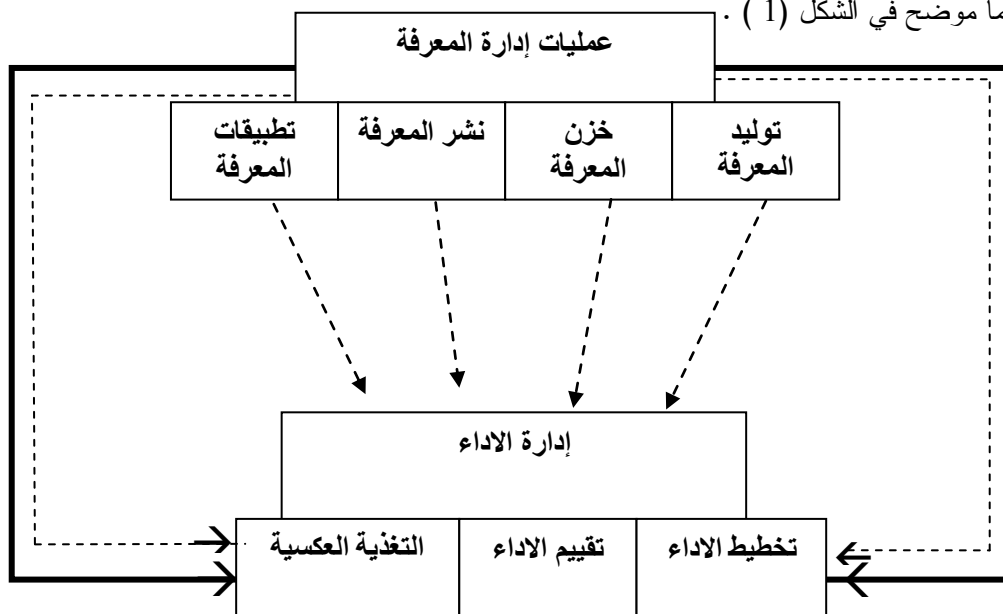 ما موضح في الشكل (1 ) .
عمليات إدارة المعرفة
توليد
المعرفة
خزن
المعرفة
نشر المعرفة
تطبيقات
المعرفة
إدارة الاداء
تخطيط الاداء
تقييم الاداء
التغذية العكسية